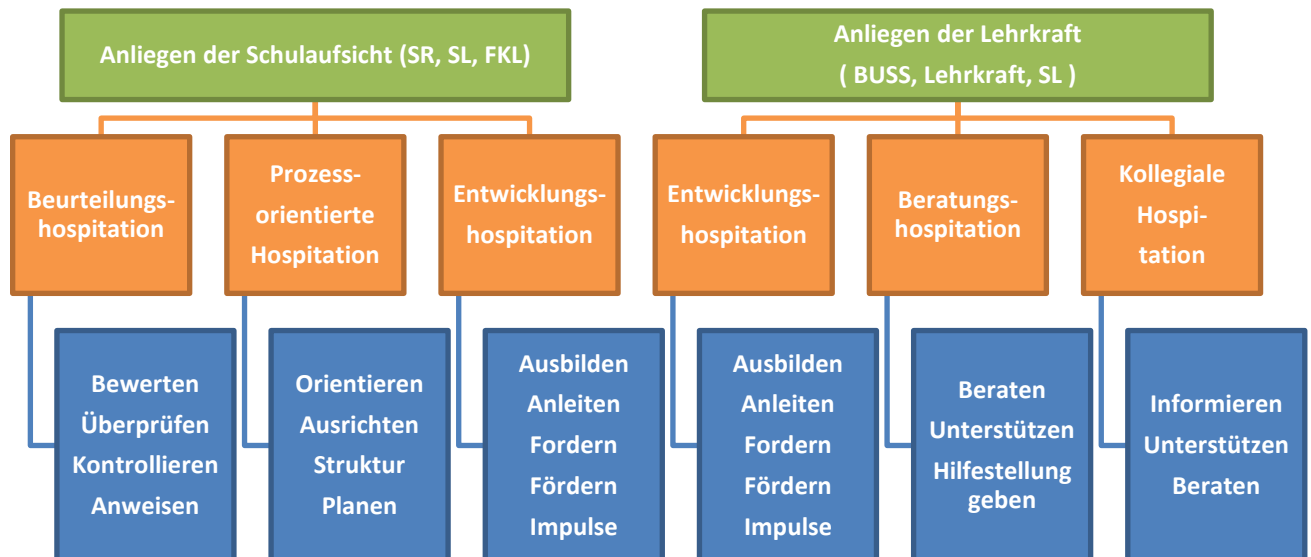 Anliegen der Schulaufsicht (SR, SL, FKL)
Anliegen der Lehrkraft
( BUSS, Lehrkraft, SL )
Beurteilungs-
hospitation
Prozess-
orientierte
Hospitation
Entwicklungs-
hospitation
Entwicklungs-
hospitation
Beratungs-
hospitation
Kollegiale
Hospi-
tation
Bewerten
Überprüfen
Kontrollieren
Anweisen
Orientieren
Ausrichten
Struktur
Planen
Ausbilden
Anleiten
Fordern
Fördern
Impulse
Ausbilden
Anleiten
Fordern
Fördern
Impulse
Beraten
Unterstützen
Hilfestellung
geben
Informieren
Unterstützen
Beraten